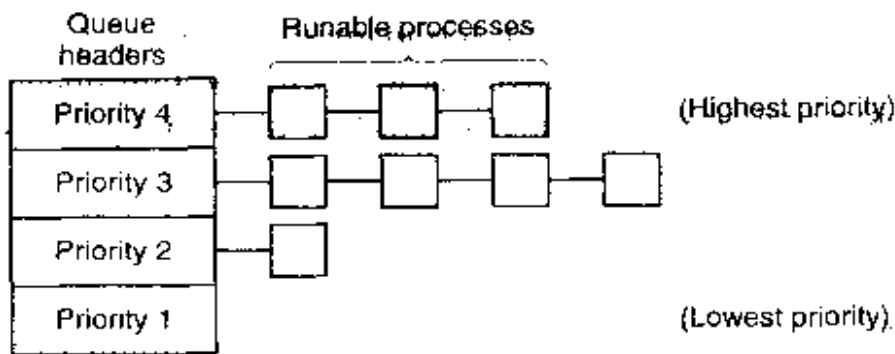 Queue headers
Runable processes
Priority 4
(Highest priority)
Priority 3
Priority 2
Priority 1
(Lowest priority)